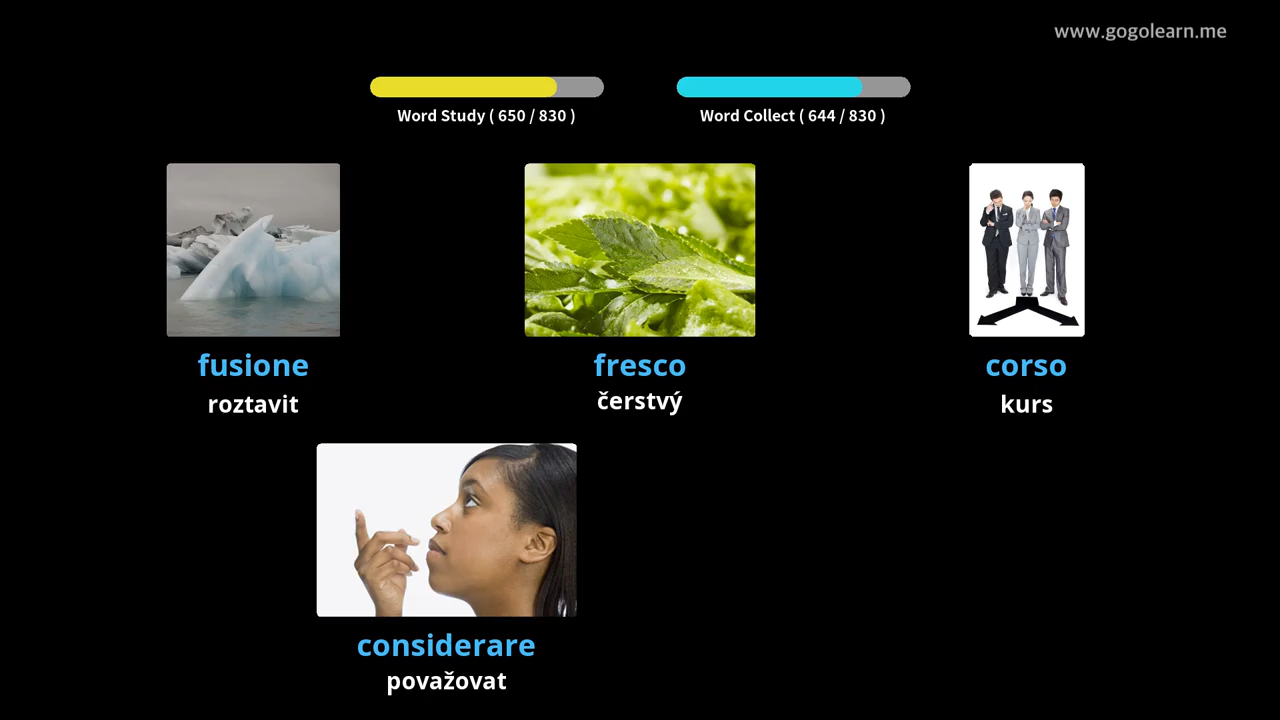 www.gogolearn.me
Word Study ( 650 / 830 )
Word Collect ( 644 / 830 )
fusione
roztavit
fresco
čerstvý
corso
kurs
considerare
považovat